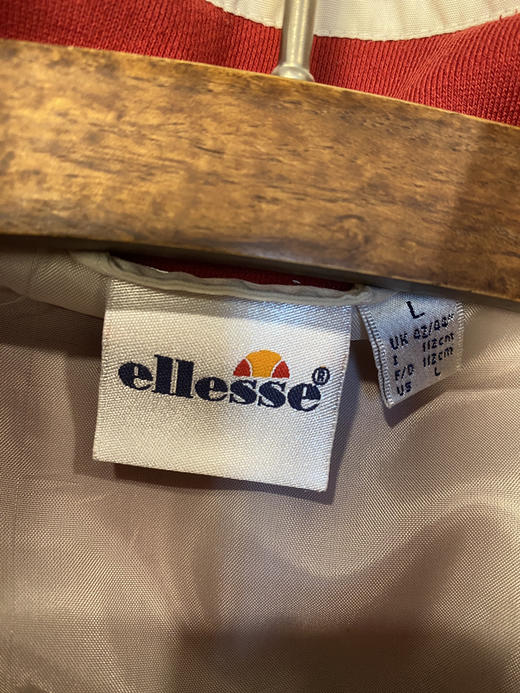 ellesse®
L
UK 42/44"
I 112cm
F/D 112cm
US L